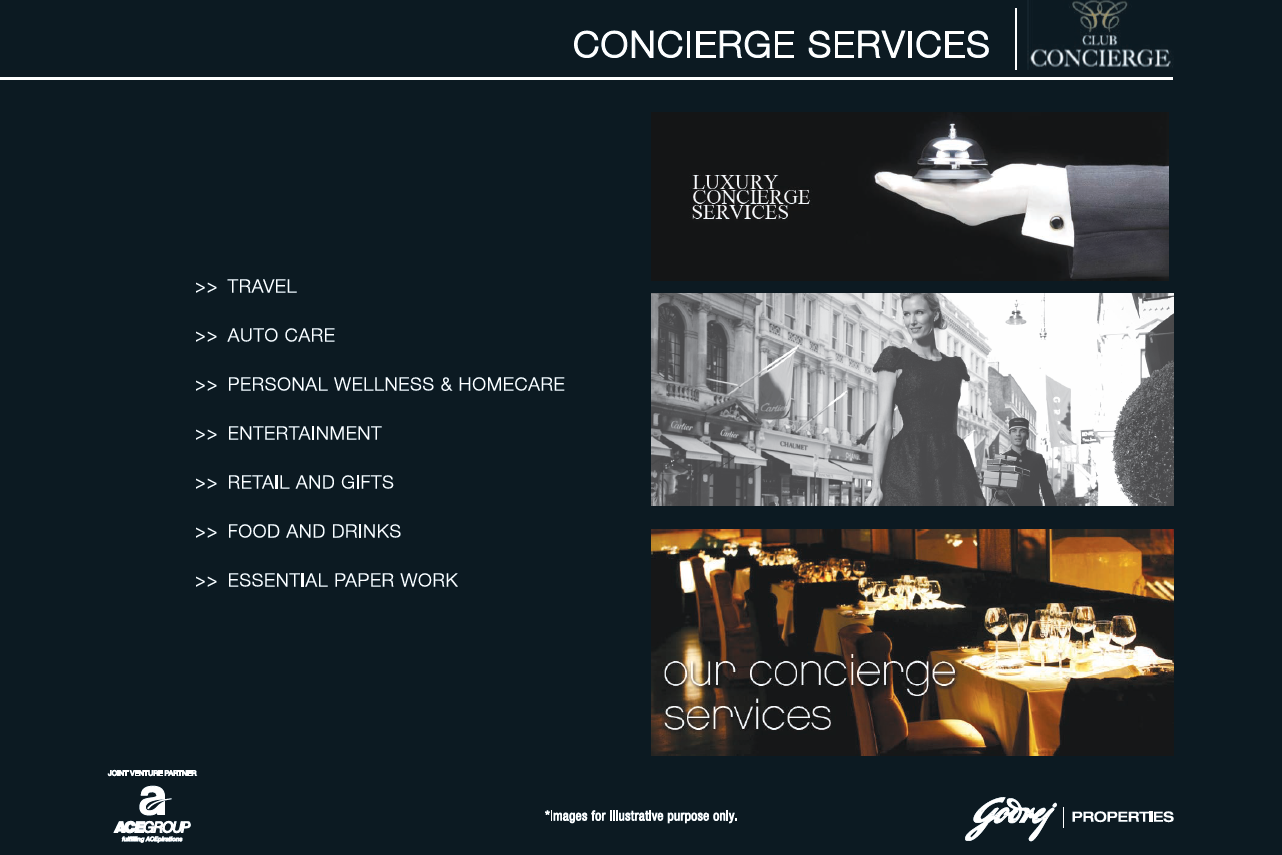 CONCIERGE SERVICES
CLUB
CONCIERGE
LUXURY
CONCIERGE
SERVICES
>> TRAVEL
>> AUTO CARE
>> PERSONAL WELLNESS & HOMECARE
>> ENTERTAINMENT
>> RETAIL AND GIFTS
>> FOOD AND DRINKS
>> ESSENTIAL PAPER WORK
Cartier
Cartier
Cartier
CHAUMET
our concierge
services
JOINT VENTURE PARTNER
a
ACEGROUP
fulfilling ACEpirations
*Images for illustrative purpose only.
Godrej | PROPERTIES